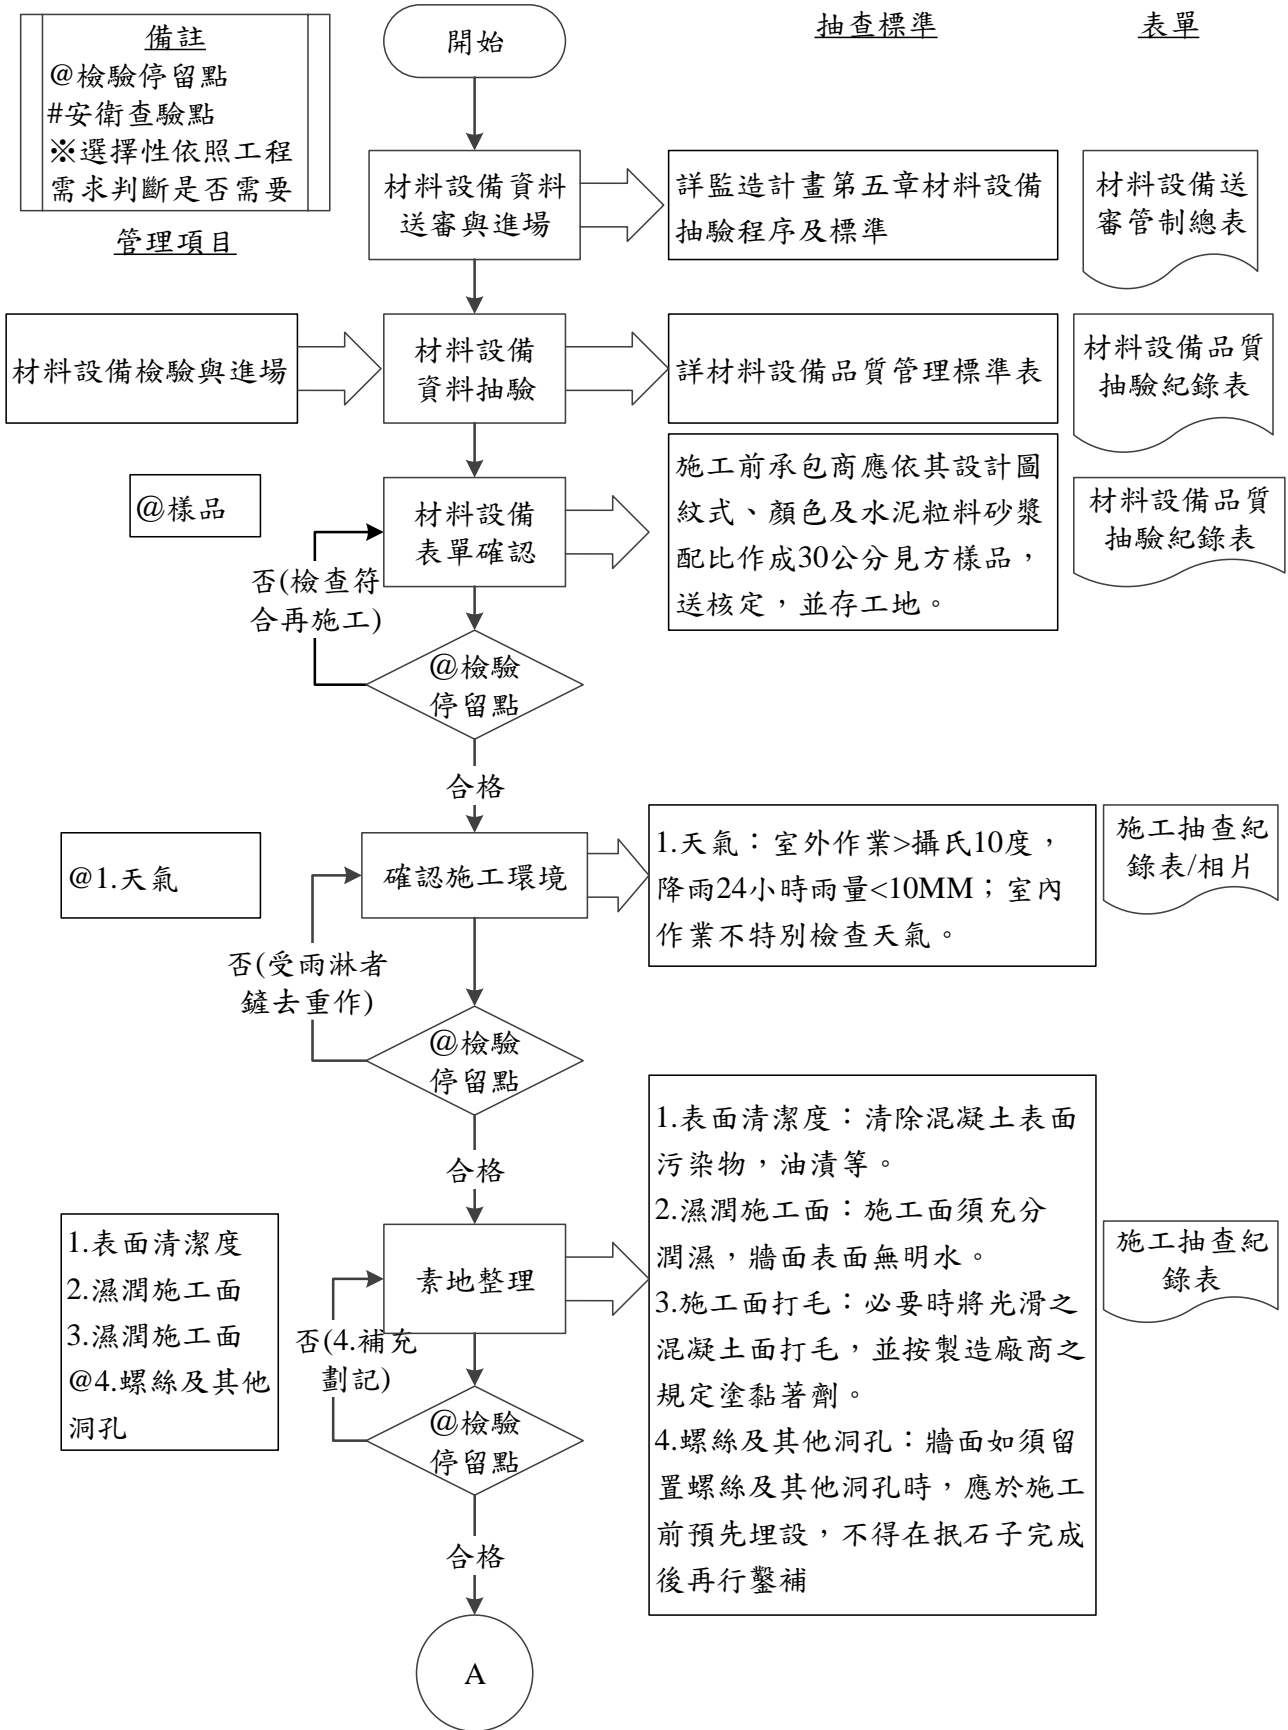 備註
@檢驗停留點
#安衛查驗點
※選擇性依照工程
需求判斷是否需要
管理項目
開始
抽查標準
表單
材料設備資料
送審與進場
詳監造計畫第五章材料設備
抽驗程序及標準
材料設備送
審管制總表
材料設備檢驗與進場
材料設備
資料抽驗
詳材料設備品質管理標準表
材料設備品質
抽驗紀錄表
@樣品
材料設備
表單確認
施工前承包商應依其設計圖
紋式、顏色及水泥粒料砂漿
配比作成30公分見方樣品，
送核定，並存工地。
材料設備品質
抽驗紀錄表
否(檢查符
合再施工)
@檢驗
停留點
合格
@1.天氣
確認施工環境
1.天氣：室外作業>攝氏10度，
降雨24小時雨量<10MM；室內
作業不特別檢查天氣。
施工抽查紀
錄表/相片
否(受雨淋者
鏟去重作)
@檢驗
停留點
合格
1.表面清潔度
2.濕潤施工面
3.濕潤施工面
@4.螺絲及其他
洞孔
素地整理
1.表面清潔度：清除混凝土表面
污染物，油漬等。
2.濕潤施工面：施工面須充分
潤濕，牆面表面無明水。
3.施工面打毛：必要時將光滑之
混凝土面打毛，並按製造廠商之
規定塗黏著劑。
4.螺絲及其他洞孔：牆面如須留
置螺絲及其他洞孔時，應於施工
前預先埋設，不得在抿石子完成
後再行鑿補
施工抽查紀
錄表
否(4.補充
劃記)
@檢驗
停留點
合格
A